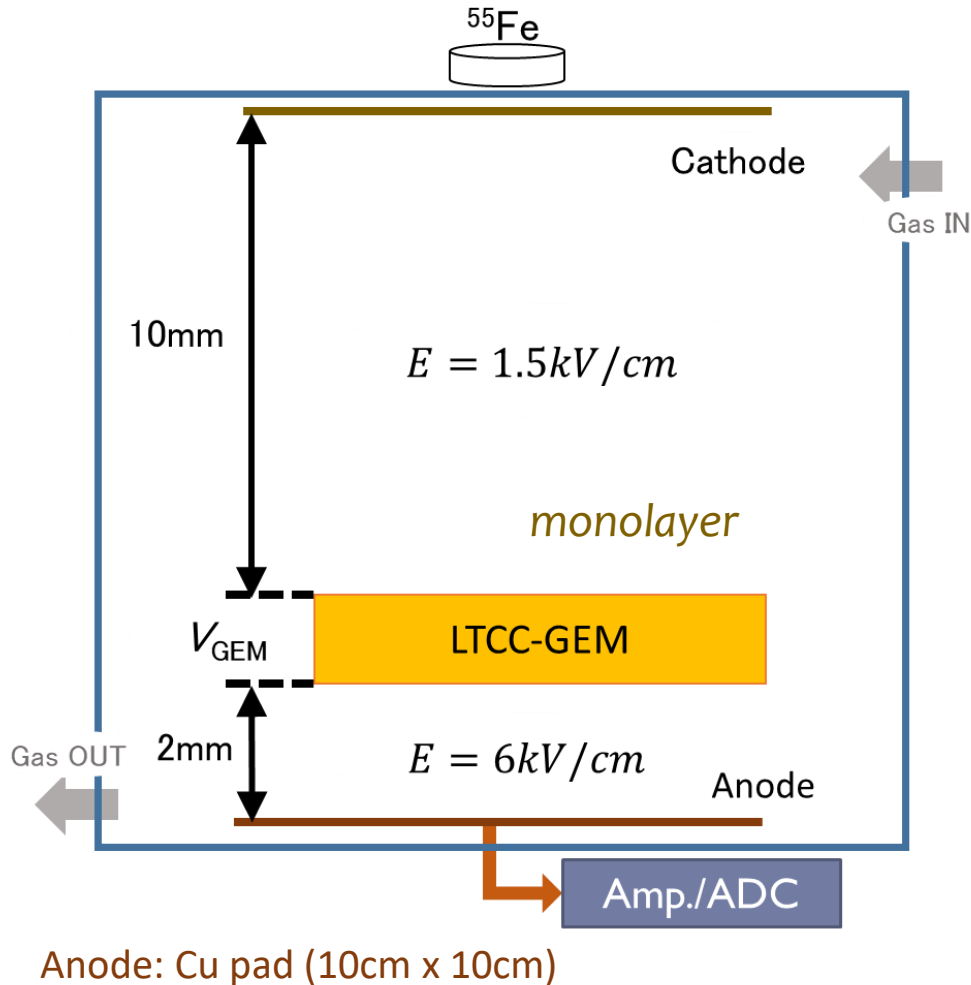 55Fe
Cathode
Gas IN
10mm
E = 1.5kV/cm
monolayer
VGEM
LTCC-GEM
2mm
Gas OUT
E = 6kV/cm
Anode
Amp./ADC
Anode: Cu pad (10cm x 10cm)